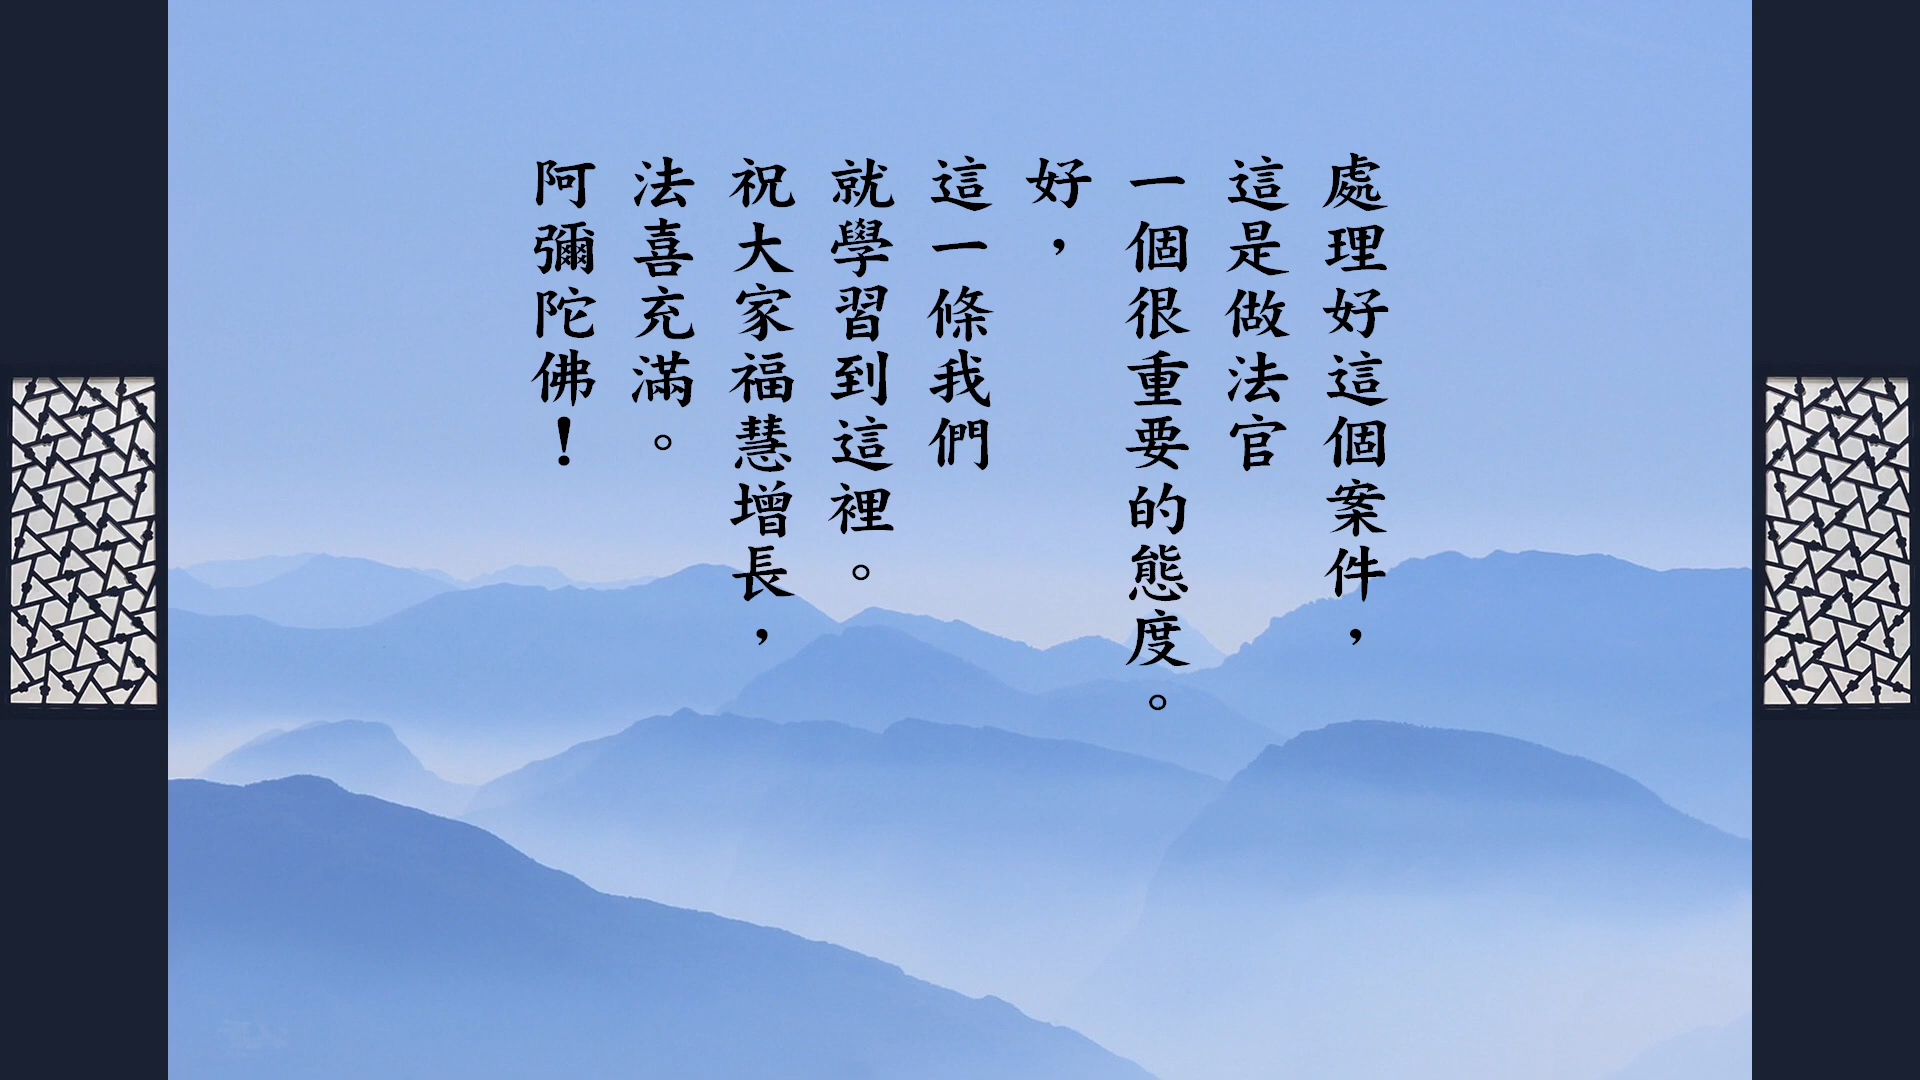 處理好這個案件，
這是做法官
一個很重要的態度。
好，
這一條我們
就學習到這裡。
祝大家福慧增長，
法喜充滿。
阿彌陀佛！